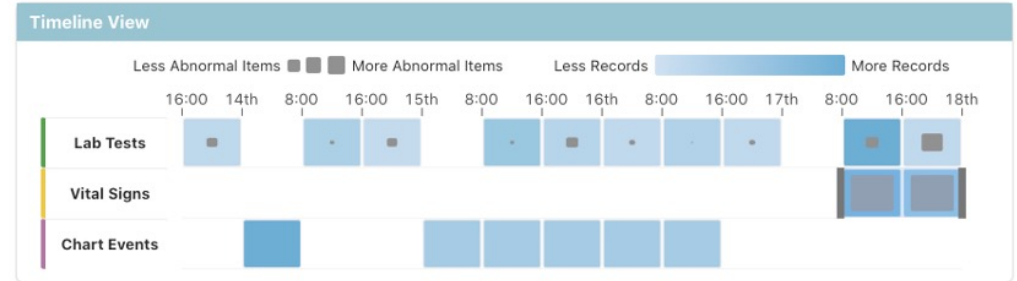 Timeline View
Less Abnormal Items More Abnormal Items Less Records More Records
16:00 14th 8:00 16:00 15th 8:00 16:00 16th 8:00 16:00 17th 8:00 16:00 18th
Lab Tests
Vital Signs
Chart Events